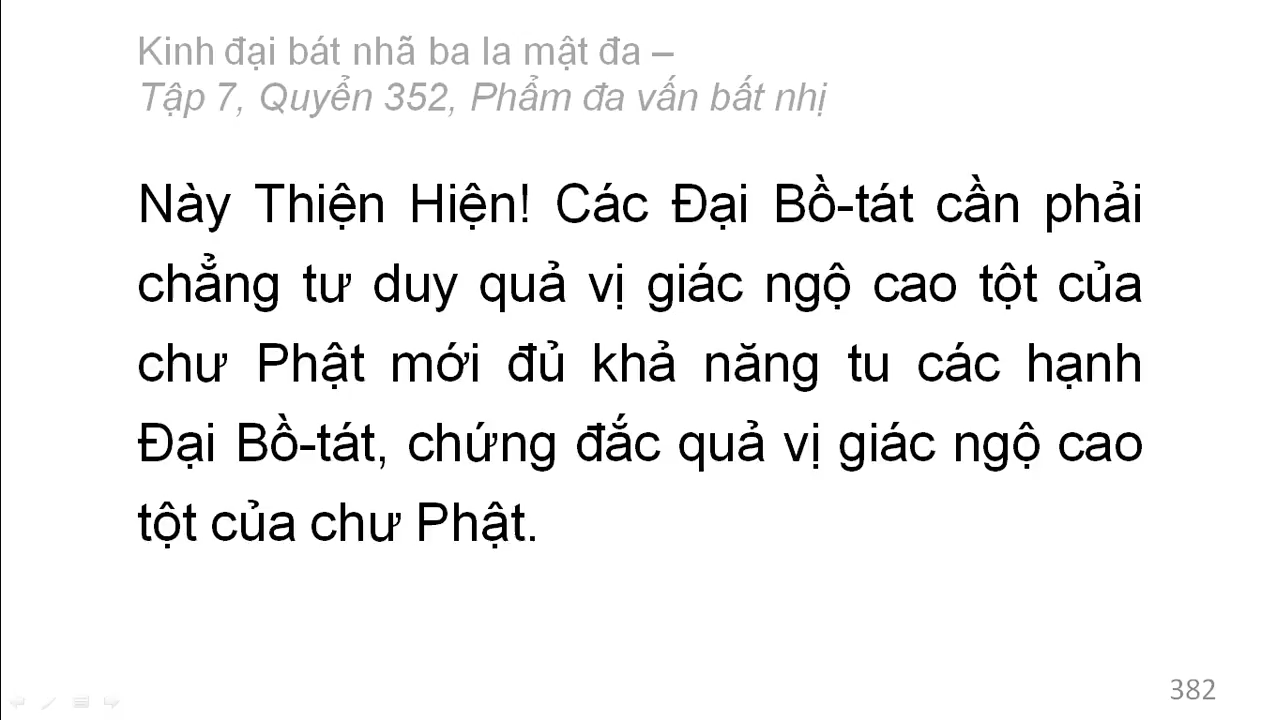 Kinh đại bát nhã ba la mật đa –
Tập 7, Quyển 352, Phẩm đa vấn bất nhị
Này Thiện Hiện! Các Đại Bồ-tát cần phải
chẳng tư duy quả vị giác ngộ cao tột của
chư Phật mới đủ khả năng tu các hạnh
Đại Bồ-tát, chứng đắc quả vị giác ngộ cao
tột của chư Phật.
382